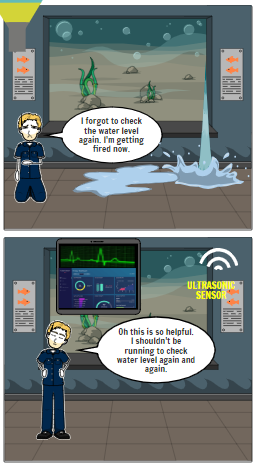 I forgot to check
the water level
again. I'm getting
fired now.
ULTRASONIC
SENSOR
Oh this is so helpful.
I shouldn't be
running to check
water level again and
again.